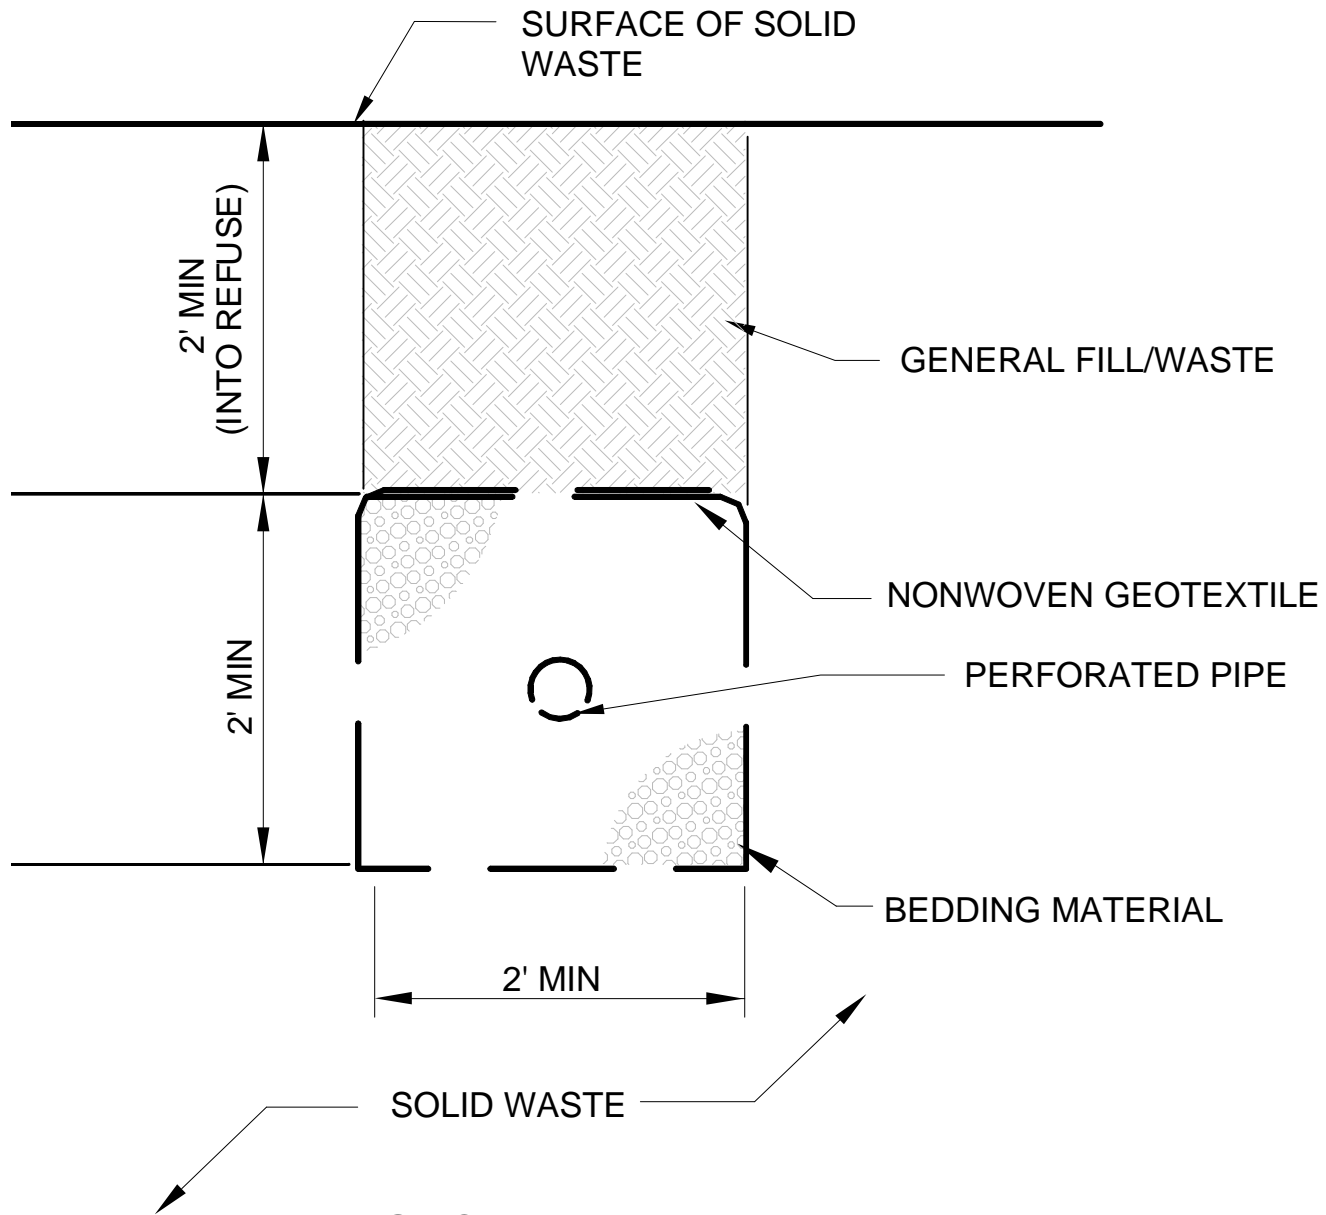 SURFACE OF SOLID
WASTE
2' MIN
(INTO REFUSE)
GENERAL FILL/WASTE
NONWOVEN GEOTEXTILE
PERFORATED PIPE
2' MIN
BEDDING MATERIAL
2' MIN
SOLID WASTE